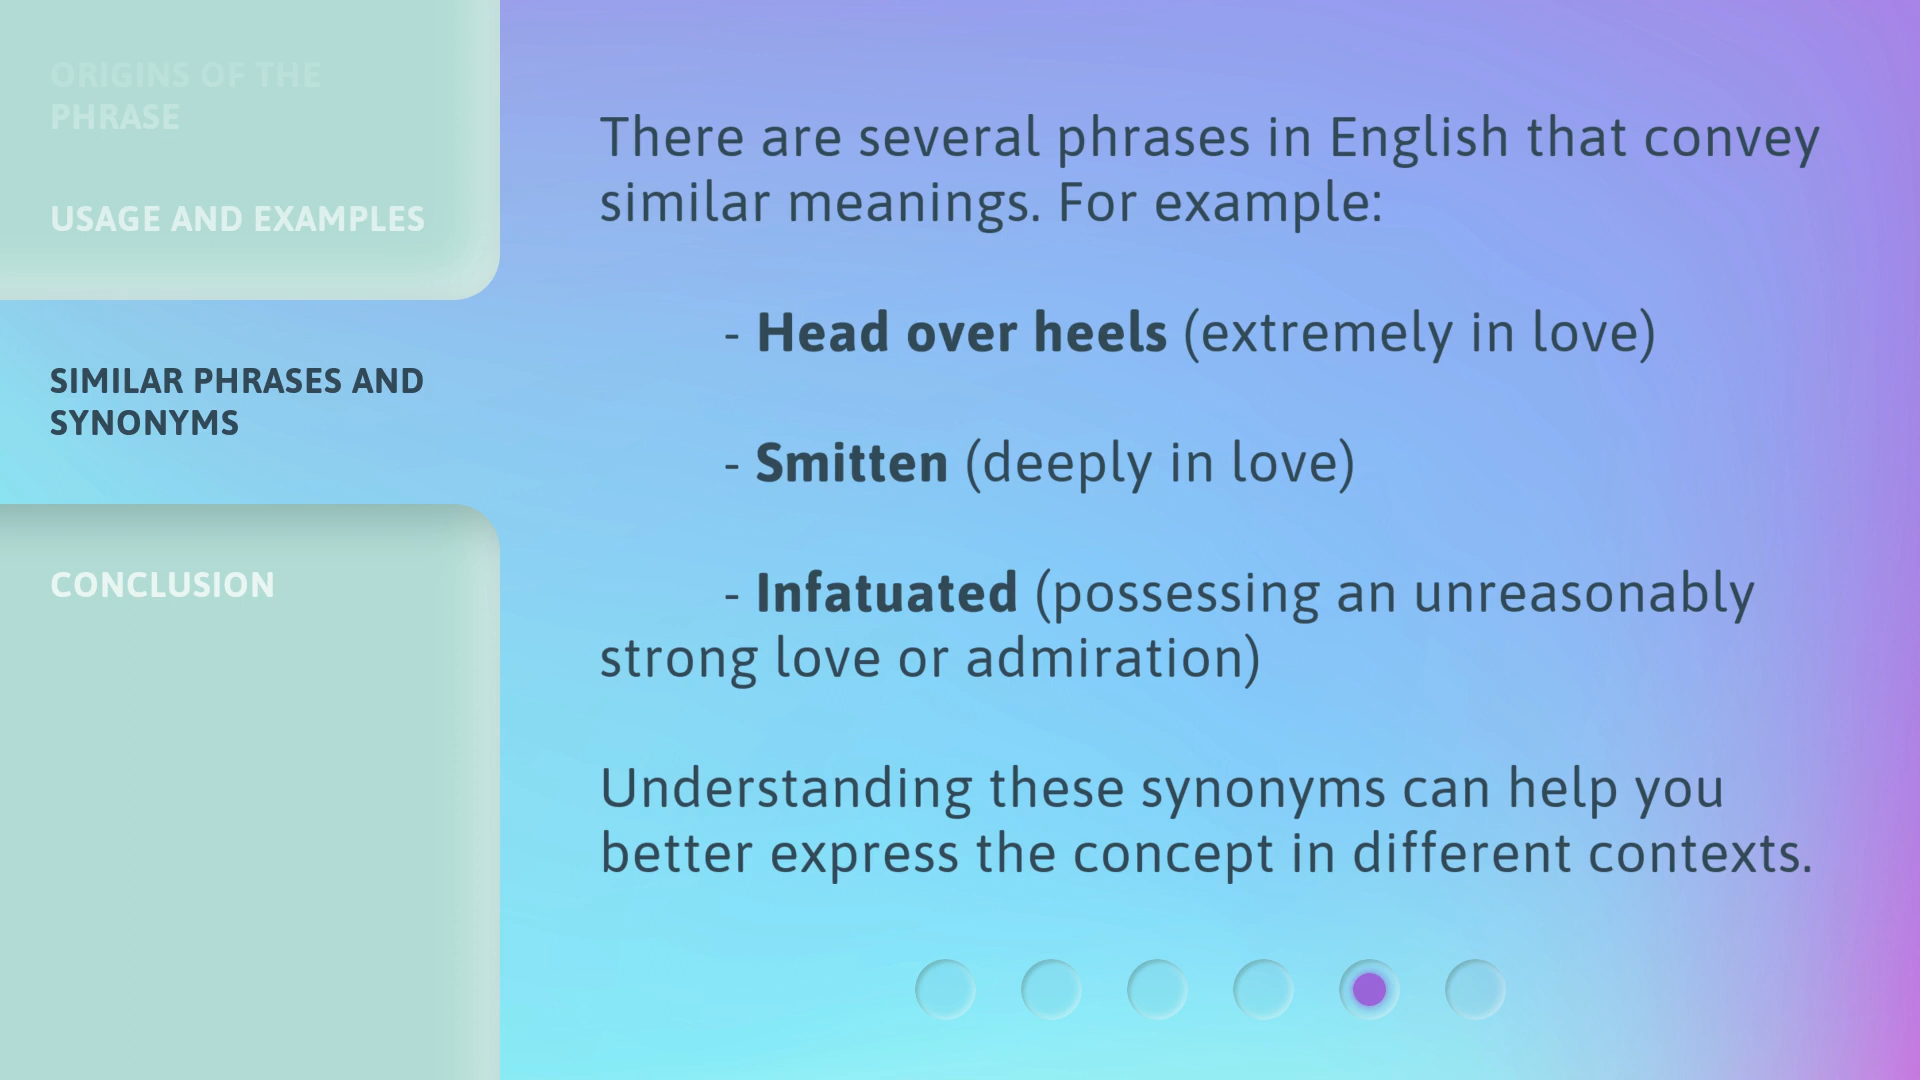 ORIGINS OF THE
PHRASE
USAGE AND EXAMPLES
SIMILAR PHRASES AND
SYNONYMS
CONCLUSION
There are several phrases in English that convey
similar meanings. For example:
- Head over heels (extremely in love)
- Smitten (deeply in love)
- Infatuated (possessing an unreasonably
strong love or admiration)
Understanding these synonyms can help you
better express the concept in different contexts.